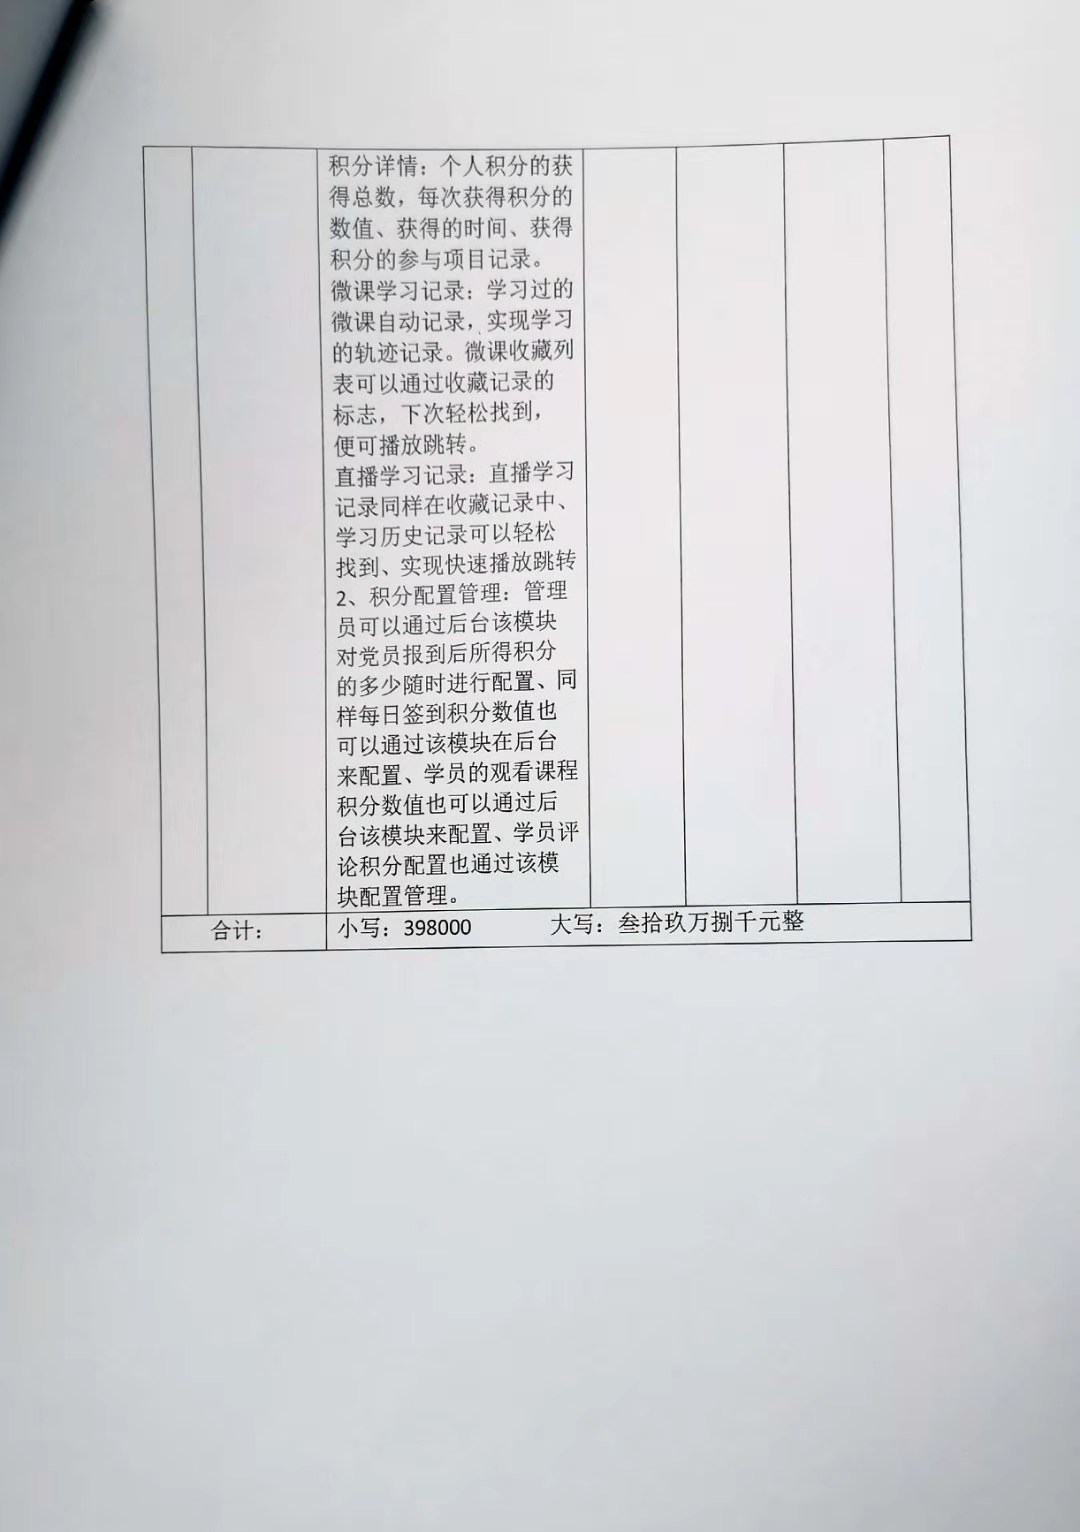 积分详情：个人积分的获
得总数，每次获得积分的
数值、获得的时间、获得
积分的参与项目记录。
微课学习记录：学习过的
微课自动记录，实现学习
的轨迹记录。微课收藏列
表可以通过收藏记录的
标志，下次轻松找到，
便可播放跳转。
直播学习记录：直播学习
记录同样在收藏记录中、
学习历史记录可以轻松
找到、实现快速播放跳转
2、积分配置管理：管理
员可以通过后台该模块
对党员报到后所得积分
的多少随时进行配置、同
样每日签到积分数值也
可以通过该模块在后台
来配置、学员的观看课程
积分数值也可以通过后
台该模块来配置、学员评
论积分配置也通过该模
块配置管理。
合计： 小写：398000 大写：叁拾玖万捌千元整